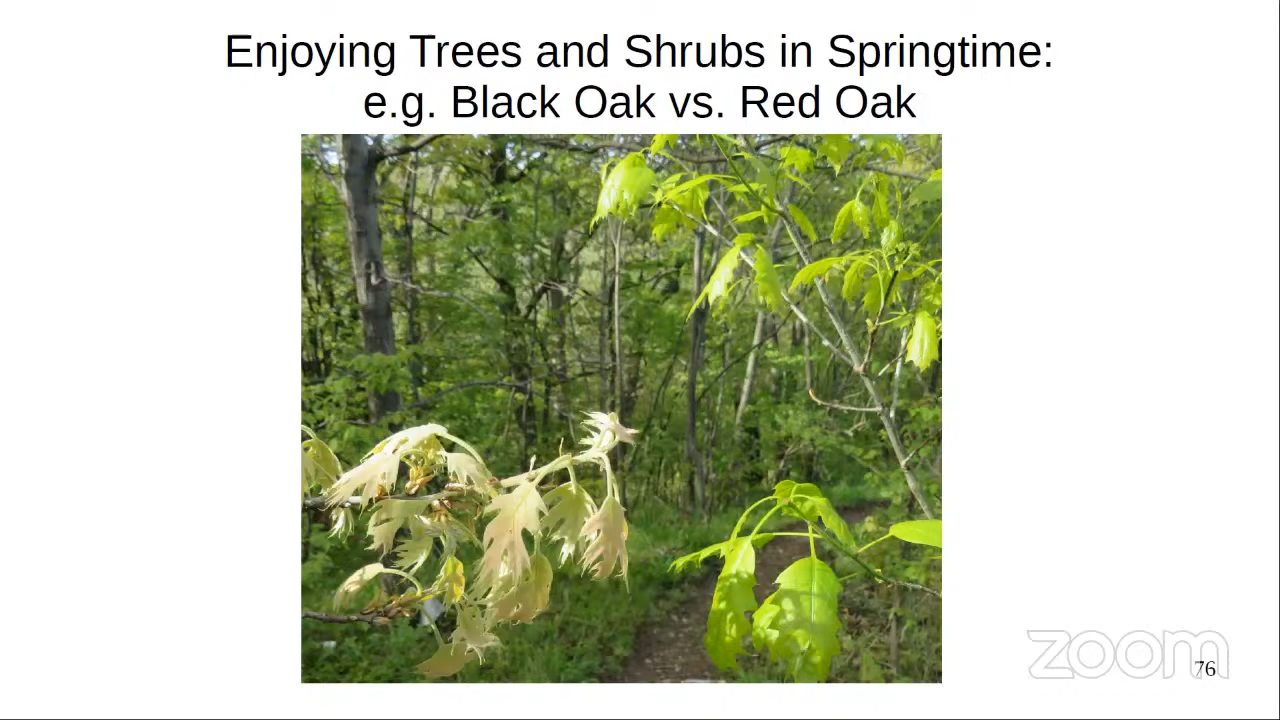 Enjoying Trees and Shrubs in Springtime:
e.g. Black Oak vs. Red Oak
zoom
76